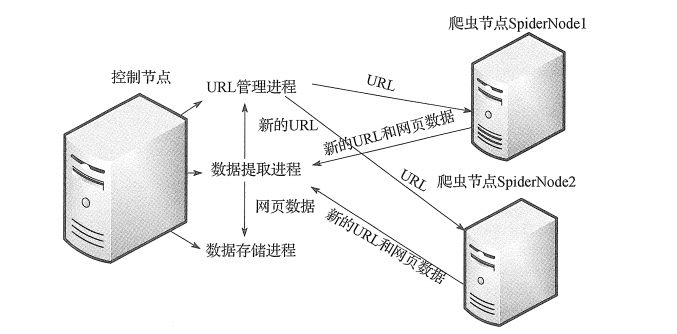 爬虫节点SpiderNode1
控制节点
URL管理进程
URL
新的URL
新的URL和网页数据
数据提取进程
URL
爬虫节点SpiderNode2
网页数据
新的URL和网页数据
数据存储进程